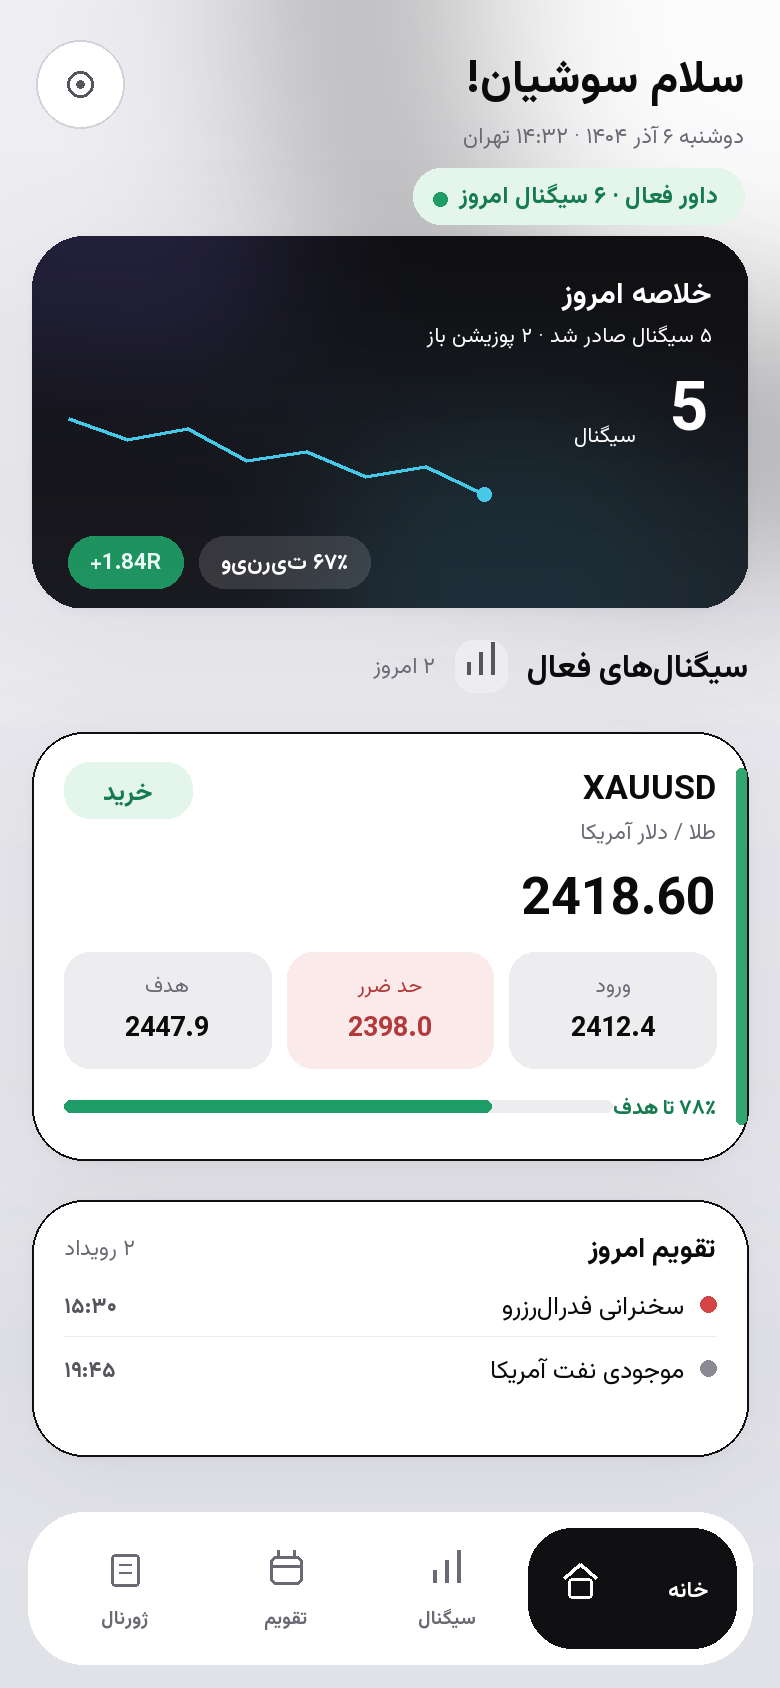 سلام سوشیان!
دوشنبه ۶ آذر ۱۴۰۴ · ۱۴:۳۲ تهران
داور فعال · ۶ سیگنال امروز
خلاصه امروز
۵ سیگنال صادر شد · ۲ پوزیشن باز
5 سیگنال
۶۷٪ ت‌ی‌رن‌ی‌و
+1.84R
سیگنال‌های فعال
۲ امروز
XAUUSD
خرید
طلا / دلار آمریکا
2418.60
ورود
2412.4
حد ضرر
2398.0
هدف
2447.9
۷۸٪ تا هدف
تقویم امروز
۲ رویداد
سخنرانی فدرال‌رزرو
۱۵:۳۰
موجودی نفت آمریکا
۱۹:۴۵
خانه
سیگنال
تقویم
ژورنال